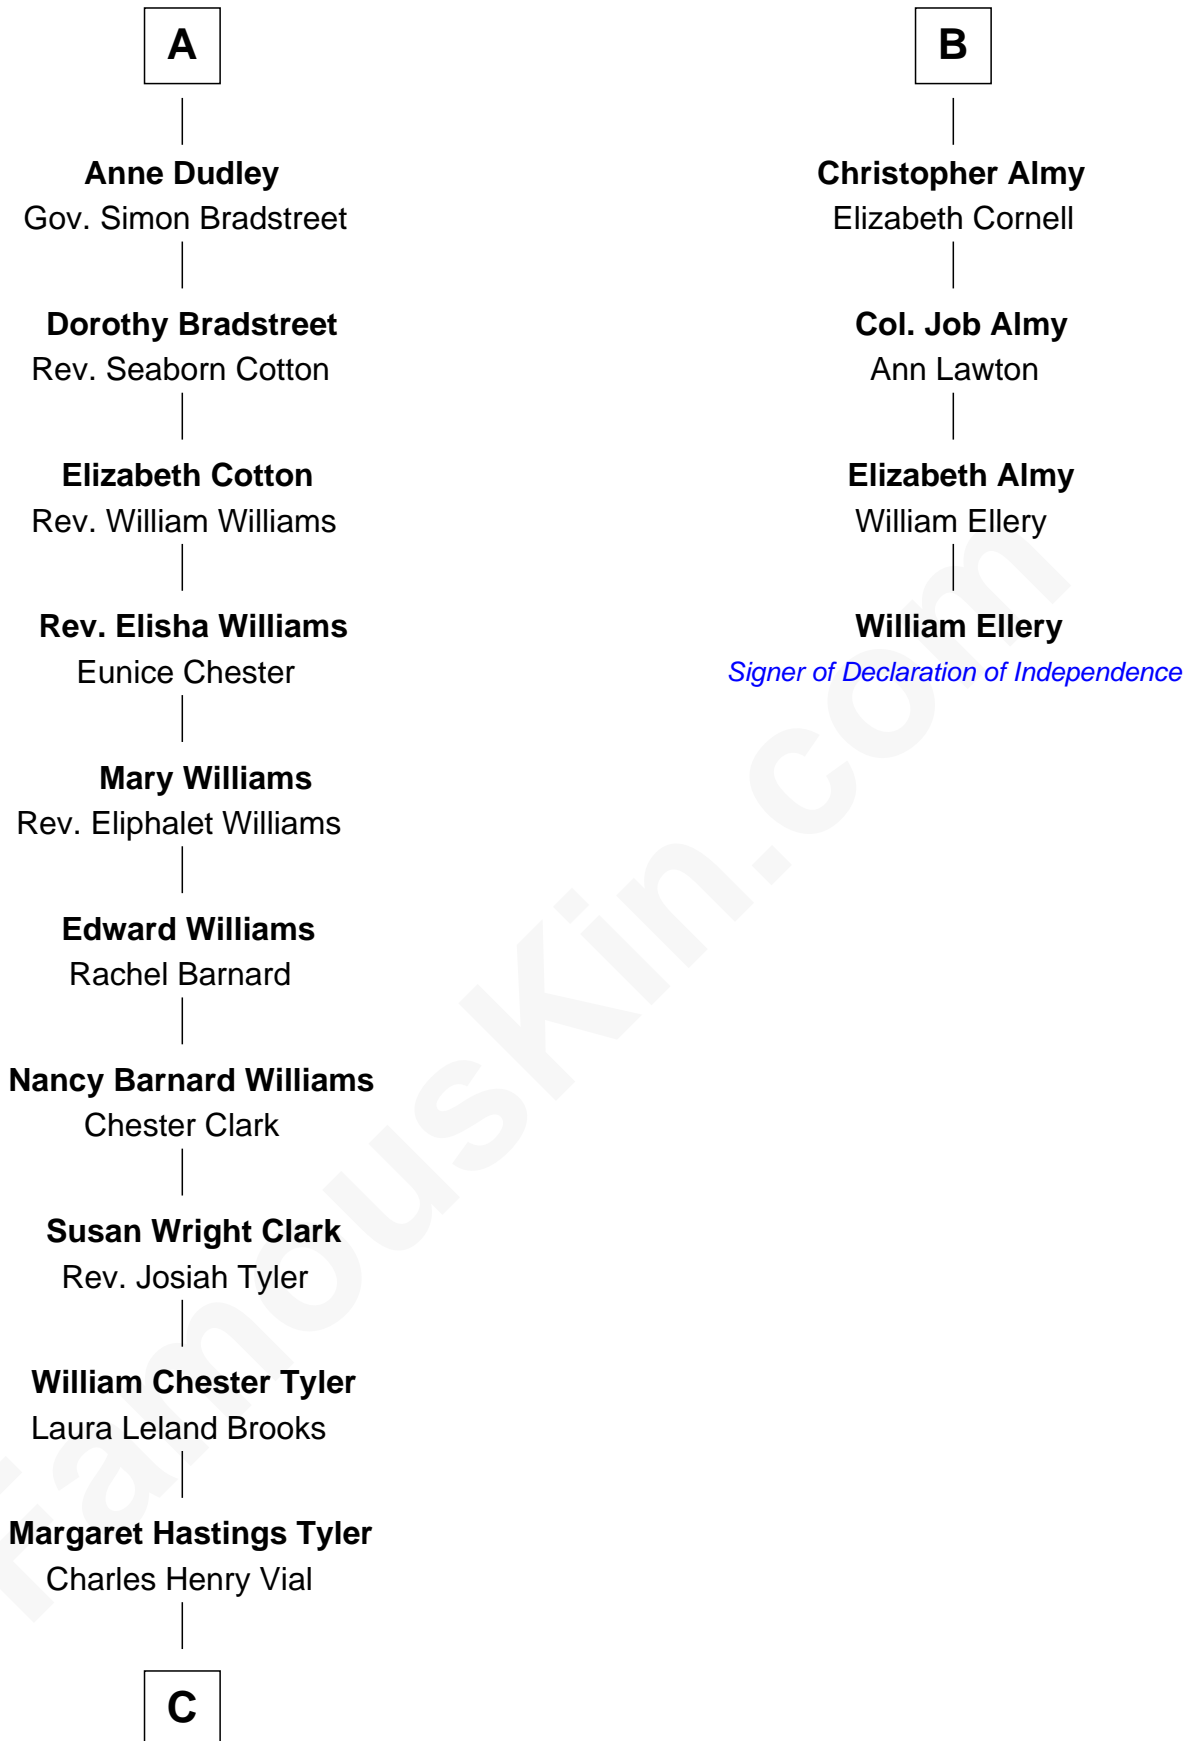 A
Anne Dudley
Gov. Simon Bradstreet
Dorothy Bradstreet
Rev. Seaborn Cotton
Elizabeth Cotton
Rev. William Williams
Rev. Elisha Williams
Eunice Chester
Mary Williams
Rev. Eliphalet Williams
Edward Williams
Rachel Barnard
Nancy Barnard Williams
Chester Clark
Susan Wright Clark
Rev. Josiah Tyler
William Chester Tyler
Laura Leland Brooks
Margaret Hastings Tyler
Charles Henry Vial
C
B
Christopher Almy
Elizabeth Cornell
Col. Job Almy
Ann Lawton
Elizabeth Almy
William Ellery
William Ellery
Signer of Declaration of Independence
FamousKin.com